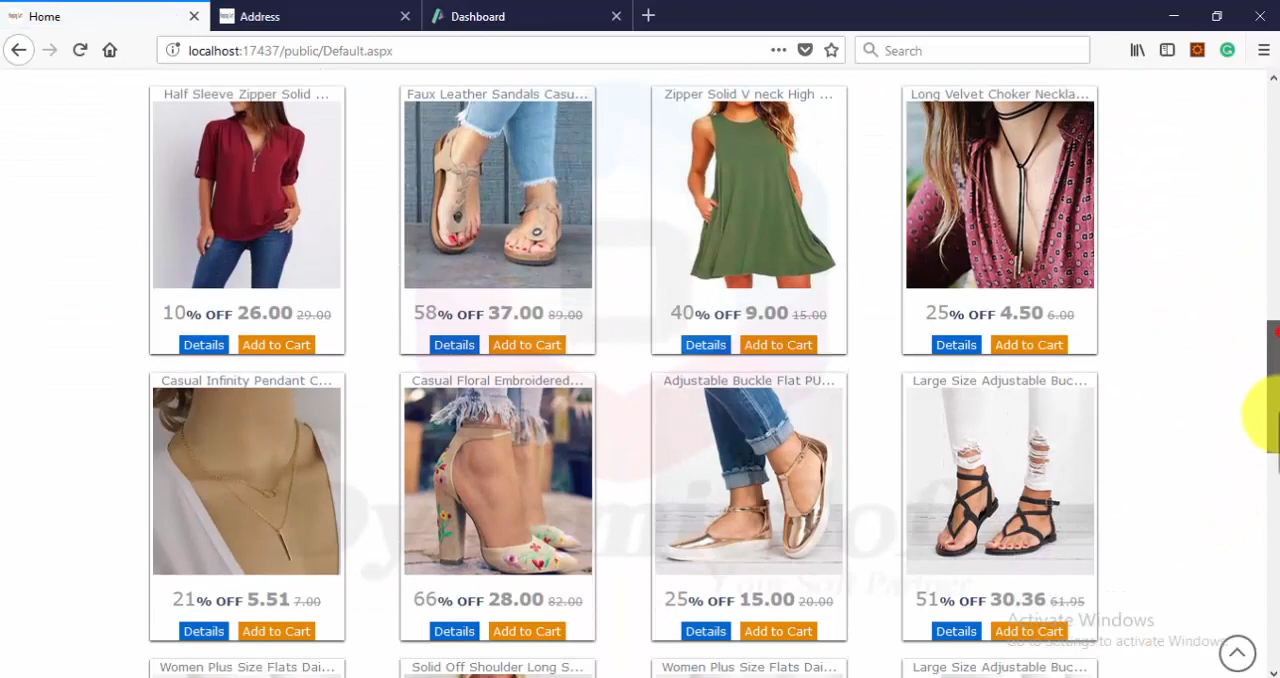 Home
Address
Dashboard
localhost:17437/public/Default.aspx
Search
Half Sleeve Zipper Solid ...
Faux Leather Sandals Casu...
Zipper Solid V neck High ...
Long Velvet Choker Neckla...
10% OFF 26.00 29.00
58% OFF 37.00 89.00
40% OFF 9.00 15.00
25% OFF 4.50 6.00
Details Add to Cart
Details Add to Cart
Details Add to Cart
Details Add to Cart
Casual Infinity Pendant C...
Casual Floral Embroidered...
Adjustable Buckle Flat PU...
Large Size Adjustable Buc...
21% OFF 5.51 7.00
66% OFF 28.00 82.00
25% OFF 15.00 20.00
51% OFF 30.36 61.95
Details Add to Cart
Details Add to Cart
Details Add to Cart
Details Add to Cart
Your Soft Partner
Activate Windows
Go to Settings to activate Windows.
Women Plus Size Flats Dai...
Solid Off Shoulder Long S...
Women Plus Size Flats Dai...
Large Size Adjustable Buc...